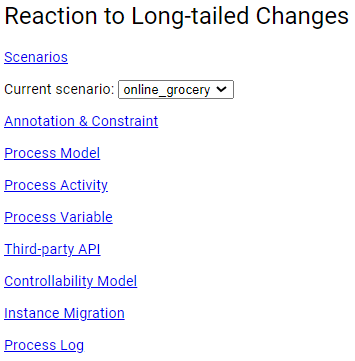 Reaction to Long-tailed Changes
Scenarios
Current scenario: online_grocery
Annotation & Constraint
Process Model
Process Activity
Process Variable
Third-party API
Controllability Model
Instance Migration
Process Log